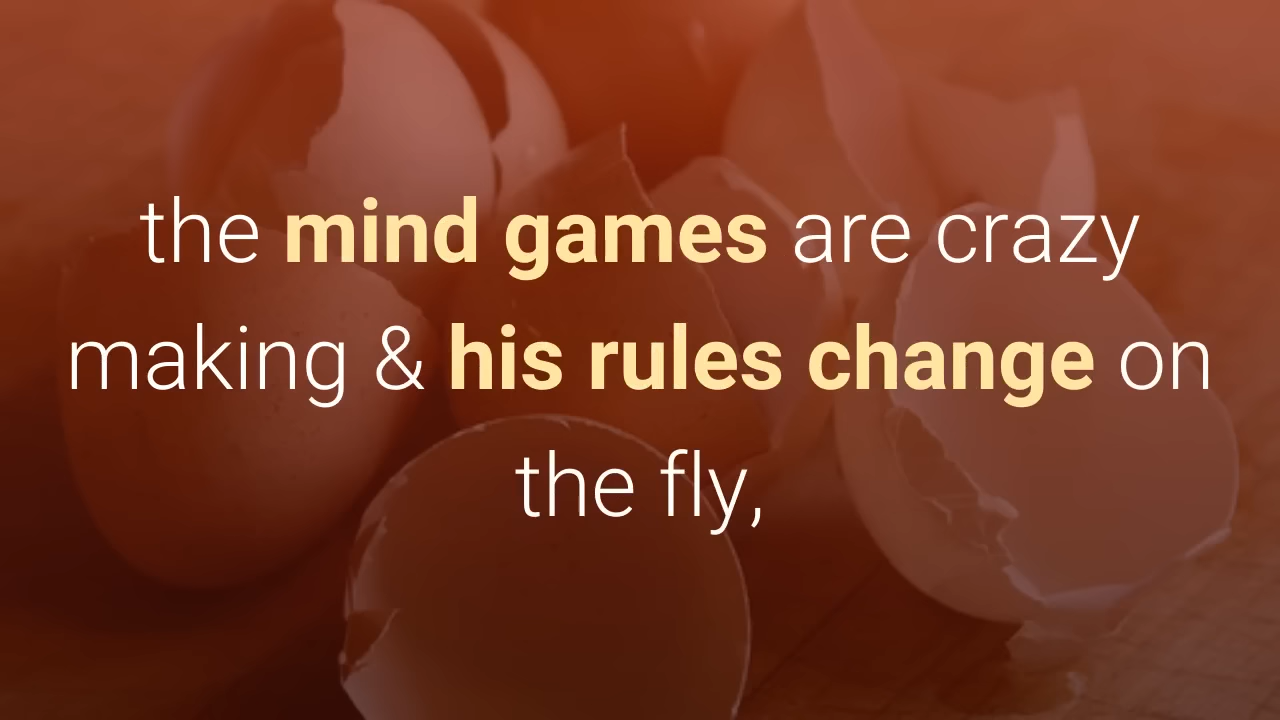 the mind games are crazy
making & his rules change on
the fly,